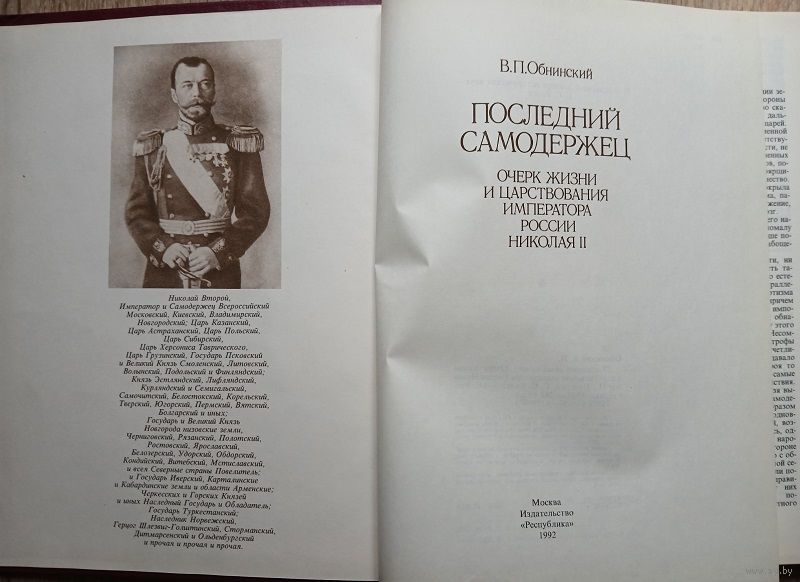 Николай Второй,
Император и Самодержец Всероссийский
Московский, Киевский, Владимирский,
Новгородский; Царь Казанский,
Царь Астраханский, Царь Польский,
Царь Сибирский,
Царь Херсониса Таврического,
Царь Грузинский, Государь Псковский
и Великий Князь Смоленский, Литовский,
Волынский, Подольский и Финляндский;
Князь Эстляндский, Лифляндский,
Курляндский и Семигальский,
Самочитский, Белостокский, Корельский,
Тверский, Югорский, Пермский, Вятский,
Болгарский и иных;
Государь и Великий Князь
Новгорода низовские земли,
Черниговский, Рязанский, Полотский,
Ростовский, Ярославский,
Белозерский, Удорский, Обдорский,
Кондийский, Витебский, Мстиславский,
и всея Северные страны Повелитель;
и Государь Иверский, Карталинские
и Кабардинские земли и области Арменские;
Черкесских и Горских Князей
и иных Наследный Государь и Обладатель;
Государь Туркестанский;
Наследник Норвежский,
Герцог Шлезвиг-Голштинский, Стормарнский,
Дитмарсенский и Ольденбургский
и прочая и прочая и прочая.
В.П.Обнинский
ПОСЛЕДНИЙ
САМОДЕРЖЕЦ
ОЧЕРК ЖИЗНИ
И ЦАРСТВОВАНИЯ
ИМПЕРАТОРА
РОССИИ
НИКОЛАЯ II
Москва
Издательство
«Республика»
1992